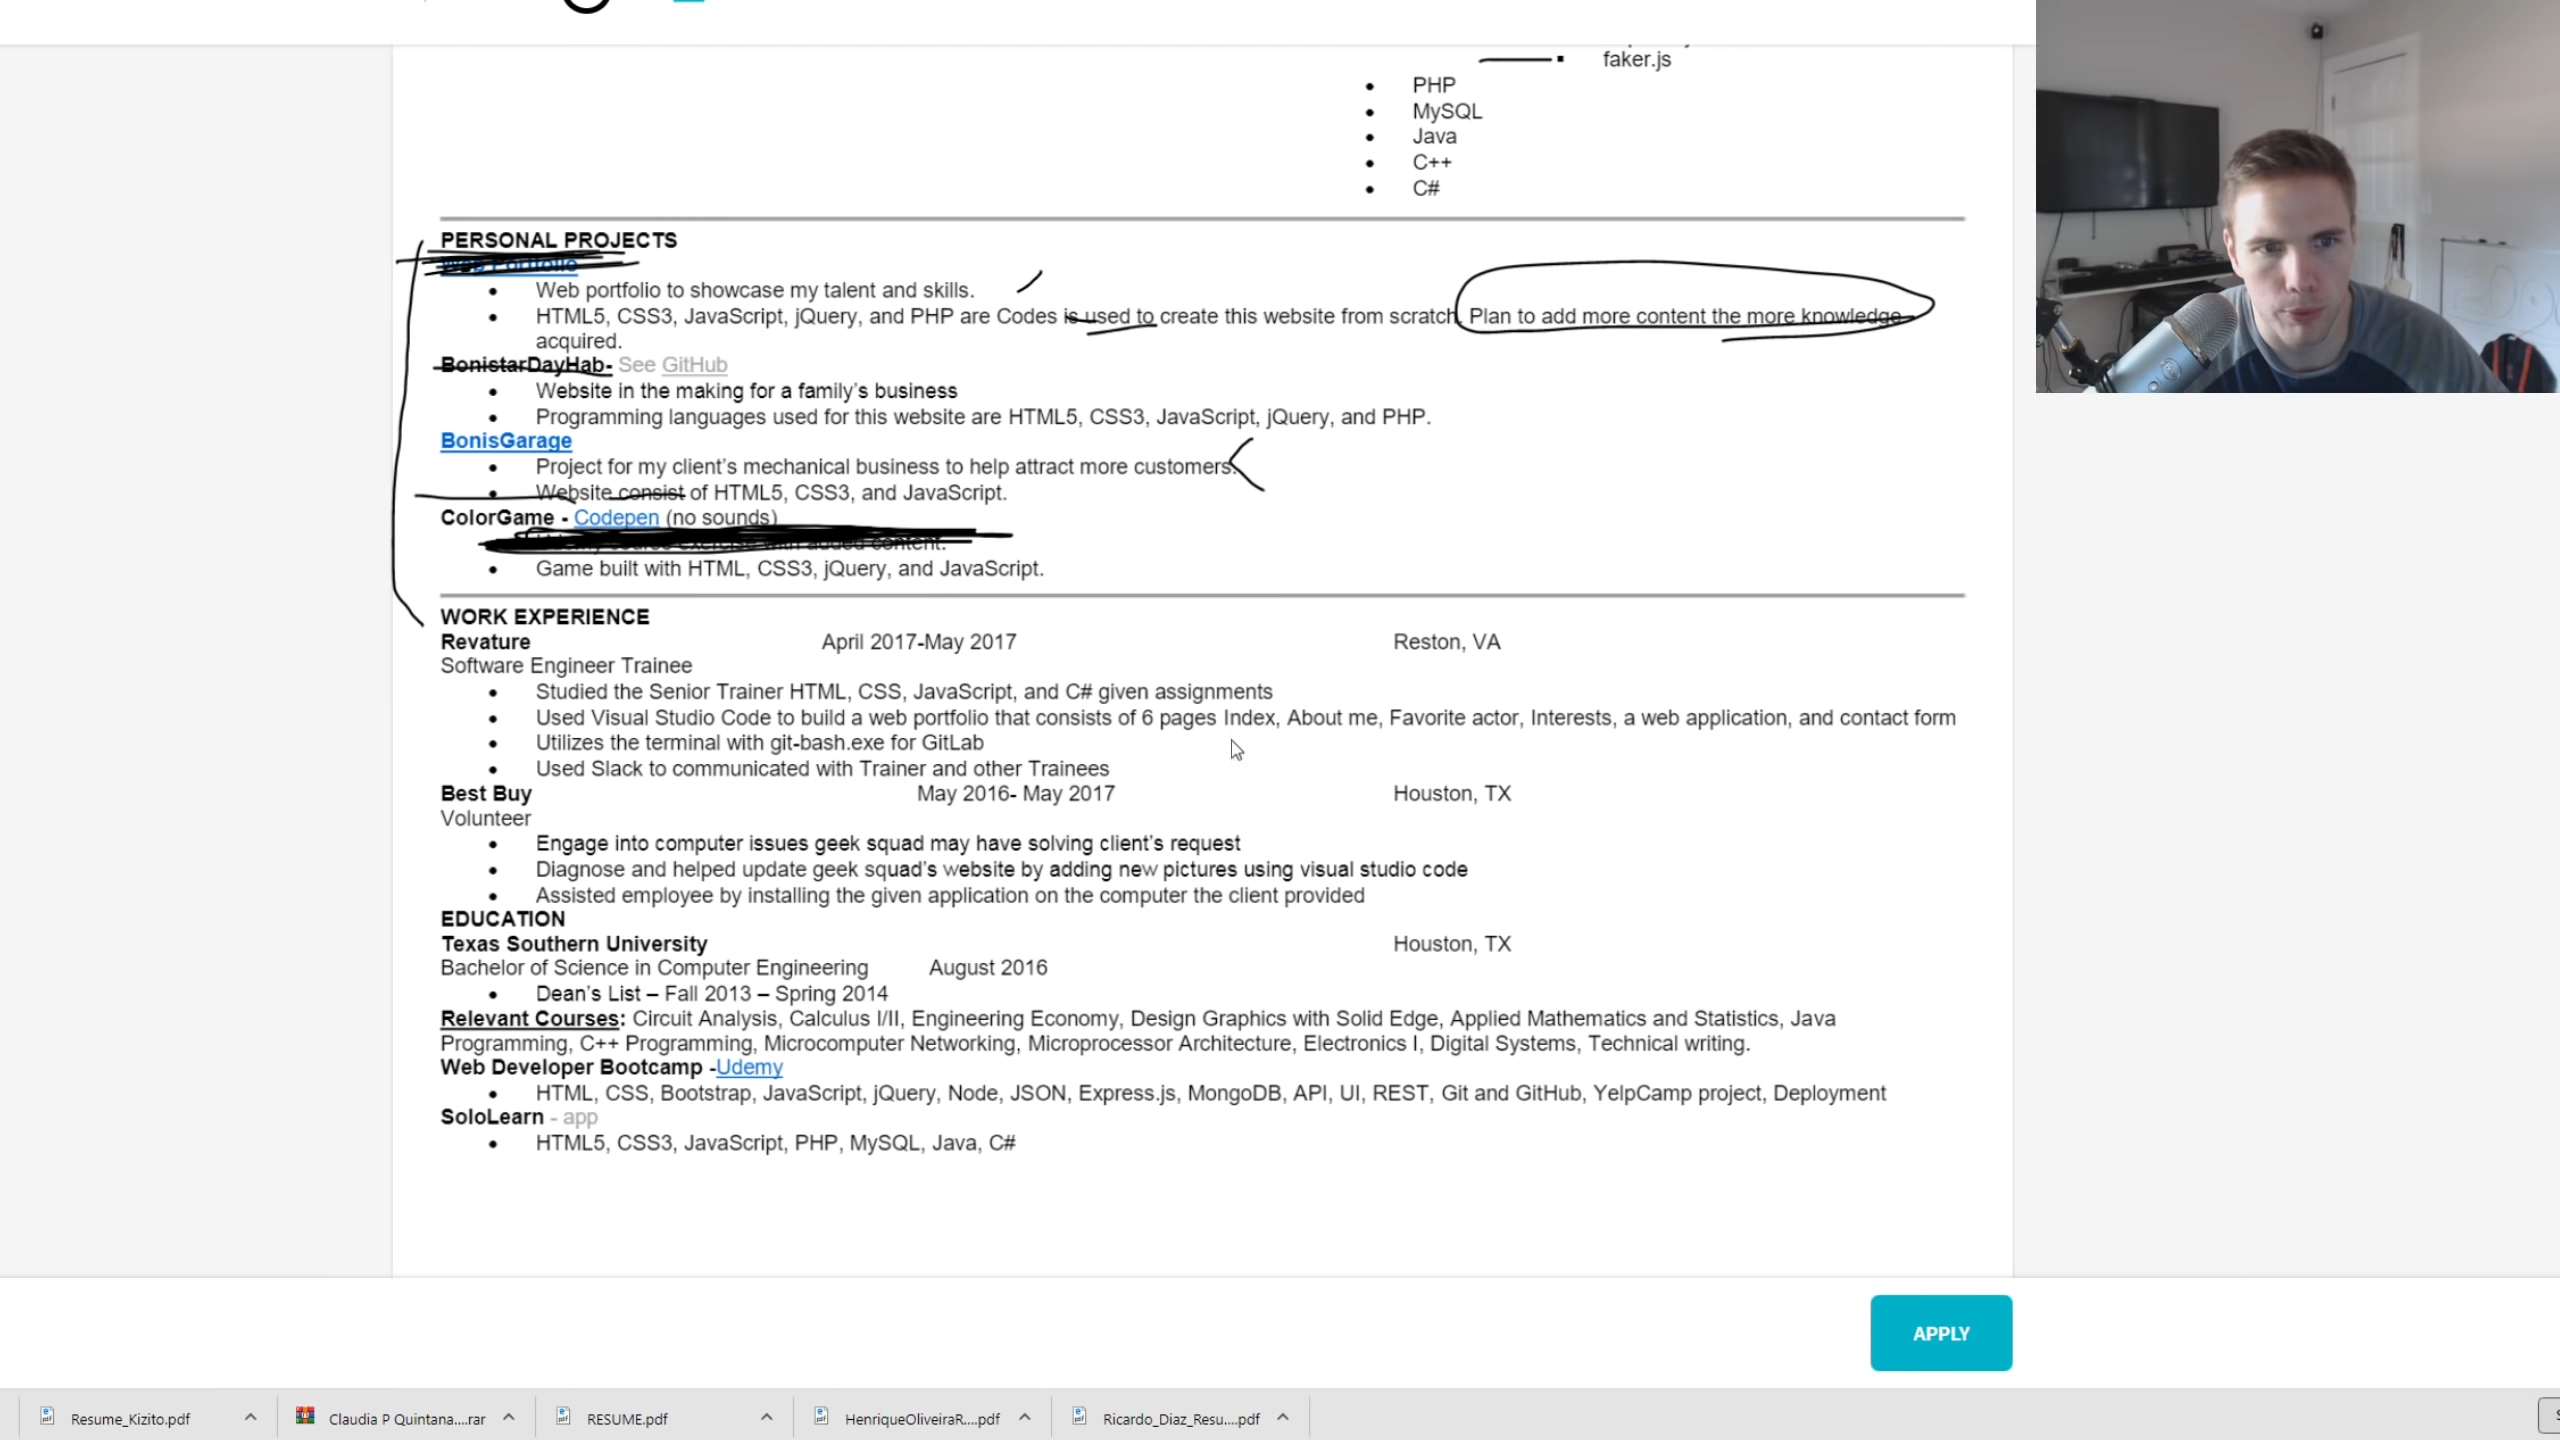 faker.js
PHP
MySQL
Java
C++
C#
PERSONAL PROJECTS
Web Portfolio
Web portfolio to showcase my talent and skills.
HTML5, CSS3, JavaScript, jQuery, and PHP are Codes is used to create this website from scratch. Plan to add more content the more knowledge
acquired.
BonistarDayHab- See GitHub
Website in the making for a family's business
Programming languages used for this website are HTML5, CSS3, JavaScript, jQuery, and PHP.
BonisGarage
Project for my client's mechanical business to help attract more customers.
Website consist of HTML5, CSS3, and JavaScript.
ColorGame - Codepen (no sounds)
Udemy course exercise with added content.
Game built with HTML, CSS3, jQuery, and JavaScript.
WORK EXPERIENCE
Revature April 2017-May 2017 Reston, VA
Software Engineer Trainee
Studied the Senior Trainer HTML, CSS, JavaScript, and C# given assignments
Used Visual Studio Code to build a web portfolio that consists of 6 pages Index, About me, Favorite actor, Interests, a web application, and contact form
Utilizes the terminal with git-bash.exe for GitLab
Used Slack to communicated with Trainer and other Trainees
Best Buy May 2016- May 2017 Houston, TX
Volunteer
Engage into computer issues geek squad may have solving client's request
Diagnose and helped update geek squad's website by adding new pictures using visual studio code
Assisted employee by installing the given application on the computer the client provided
EDUCATION
Texas Southern University Houston, TX
Bachelor of Science in Computer Engineering August 2016
Dean's List – Fall 2013 – Spring 2014
Relevant Courses: Circuit Analysis, Calculus I/II, Engineering Economy, Design Graphics with Solid Edge, Applied Mathematics and Statistics, Java
Programming, C++ Programming, Microcomputer Networking, Microprocessor Architecture, Electronics I, Digital Systems, Technical writing.
Web Developer Bootcamp -Udemy
HTML, CSS, Bootstrap, JavaScript, jQuery, Node, JSON, Express.js, MongoDB, API, UI, REST, Git and GitHub, YelpCamp project, Deployment
SoloLearn - app
HTML5, CSS3, JavaScript, PHP, MySQL, Java, C#
APPLY
Resume_Kizito.pdf
Claudia P Quintana....rar
RESUME.pdf
HenriqueOliveiraR....pdf
Ricardo_Diaz_Resu....pdf